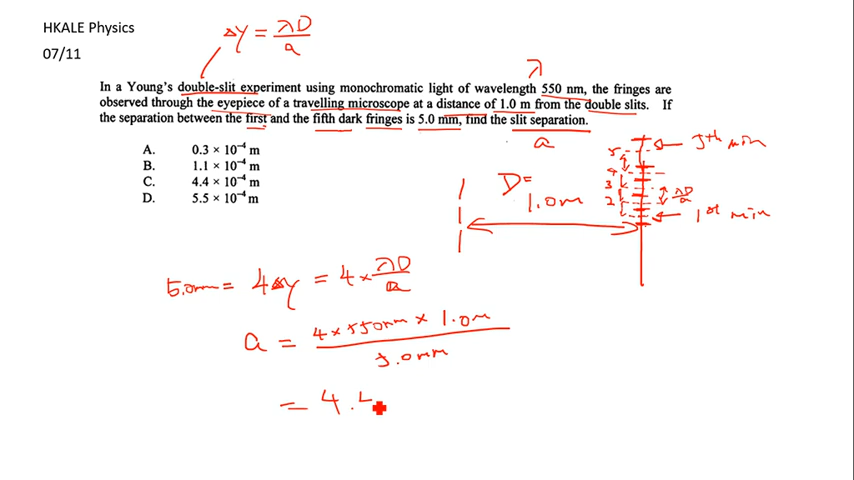 HKALE Physics
07/11
Δy = λD/a
λ
In a Young's double-slit experiment using monochromatic light of wavelength 550 nm, the fringes are
observed through the eyepiece of a travelling microscope at a distance of 1.0 m from the double slits. If
the separation between the first and the fifth dark fringes is 5.0 mm, find the slit separation.
a
A. 0.3 × 10⁻⁴ m
B. 1.1 × 10⁻⁴ m
C. 4.4 × 10⁻⁴ m
D. 5.5 × 10⁻⁴ m
5th min
5
4
3
2
λD/a
1st min
D=
1.0m
5.0mm = 4Δy = 4 × λD/a
a = 4 × 550nm × 1.0m / 5.0mm
= 4.4